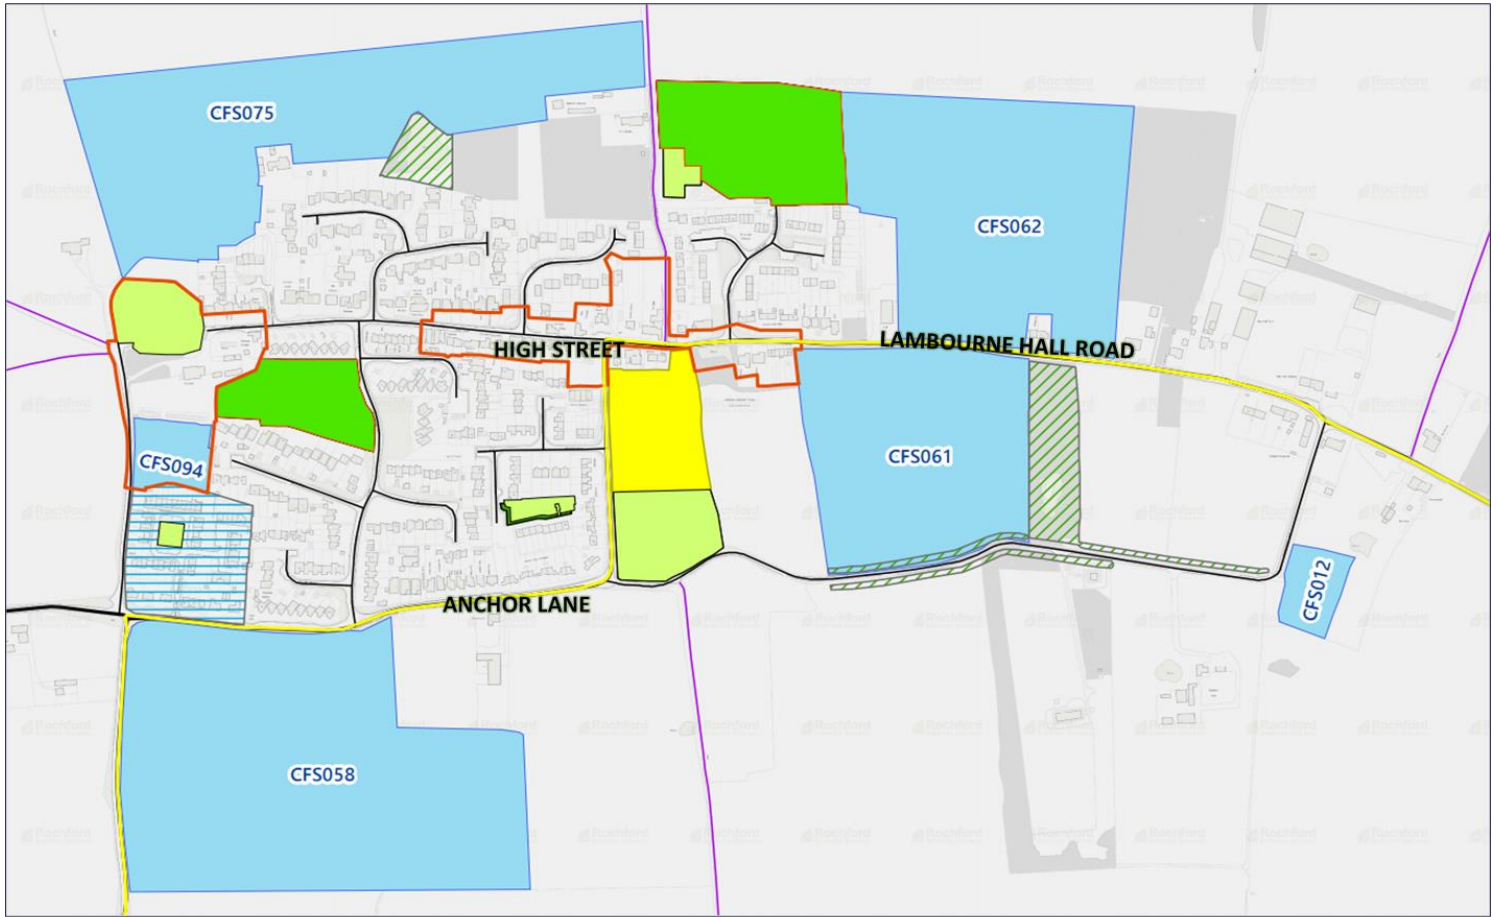 CFS075
CFS062
HIGH STREET
LAMBOURNE HALL ROAD
CFS094
CFS061
CFS012
ANCHOR LANE
CFS058